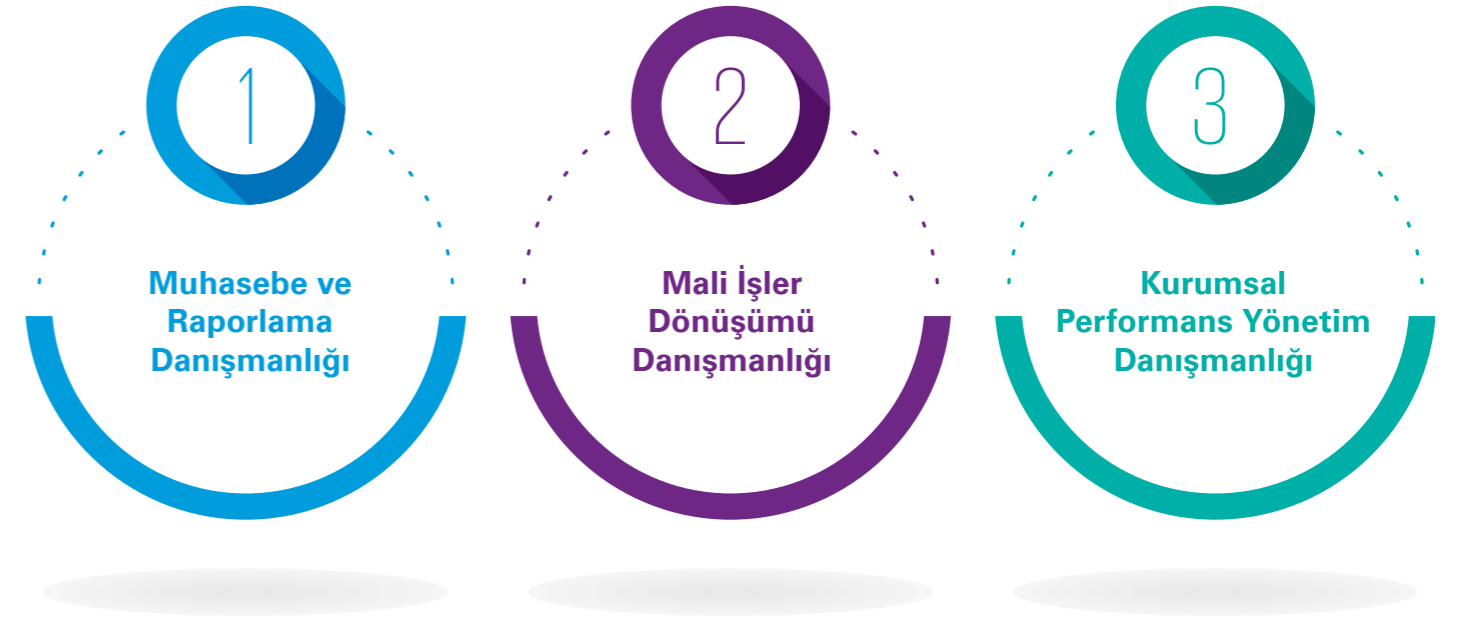 1
Muhasebe ve
Raporlama
Danışmanlığı
2
Mali İşler
Dönüşümü
Danışmanlığı
3
Kurumsal
Performans Yönetim
Danışmanlığı